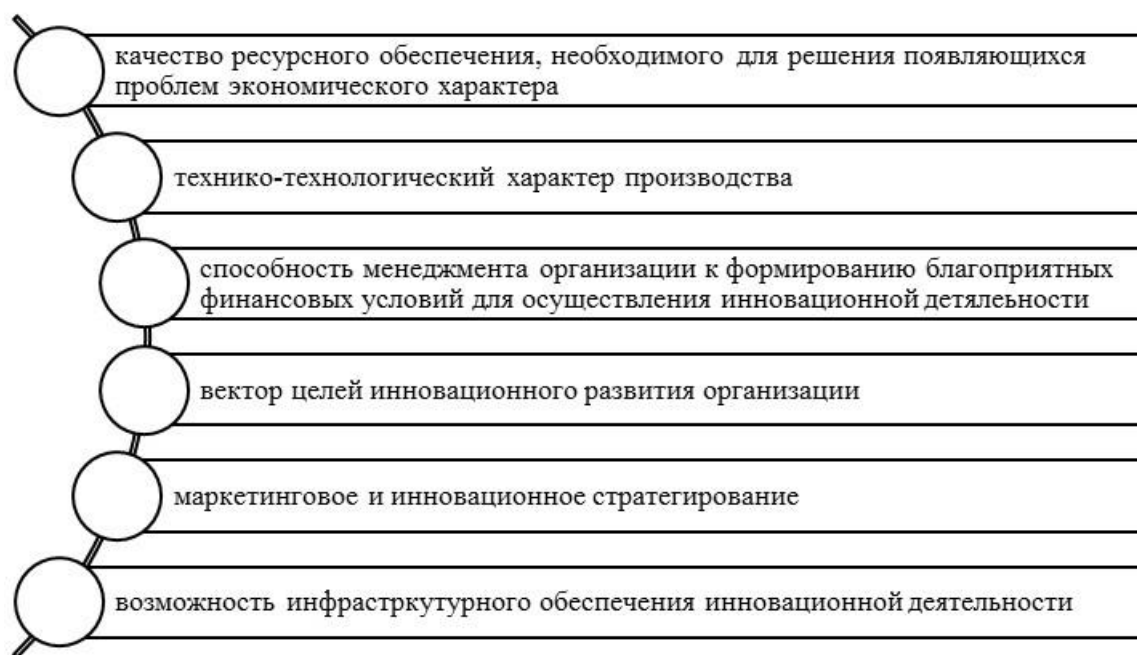 качество ресурсного обеспечения, необходимого для решения появляющихся
проблем экономического характера
технико-технологический характер производства
способность менеджмента организации к формированию благоприятных
финансовых условий для осуществления инновационной детялеьности
вектор целей инновационного развития организации
маркетинговое и инновационное стратегирование
возможность инфрастркутурного обеспечения инновационной деятельности